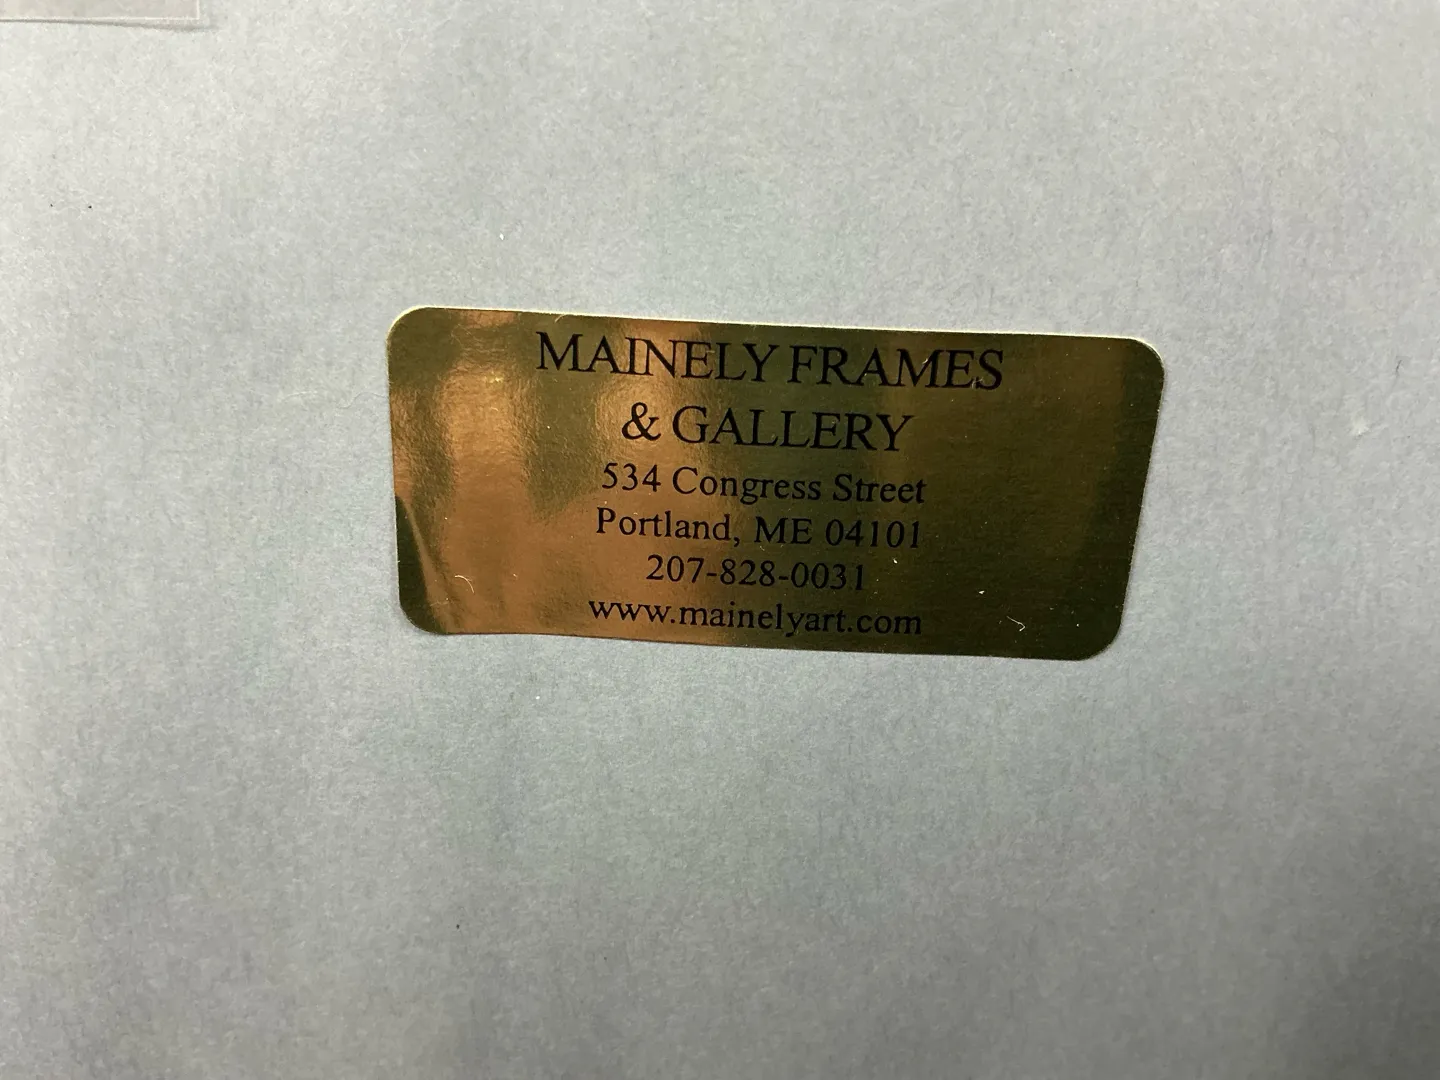 MAINELY FRAMES
& GALLERY
534 Congress Street
Portland, ME 04101
207-828-0031
www.mainelyart.com